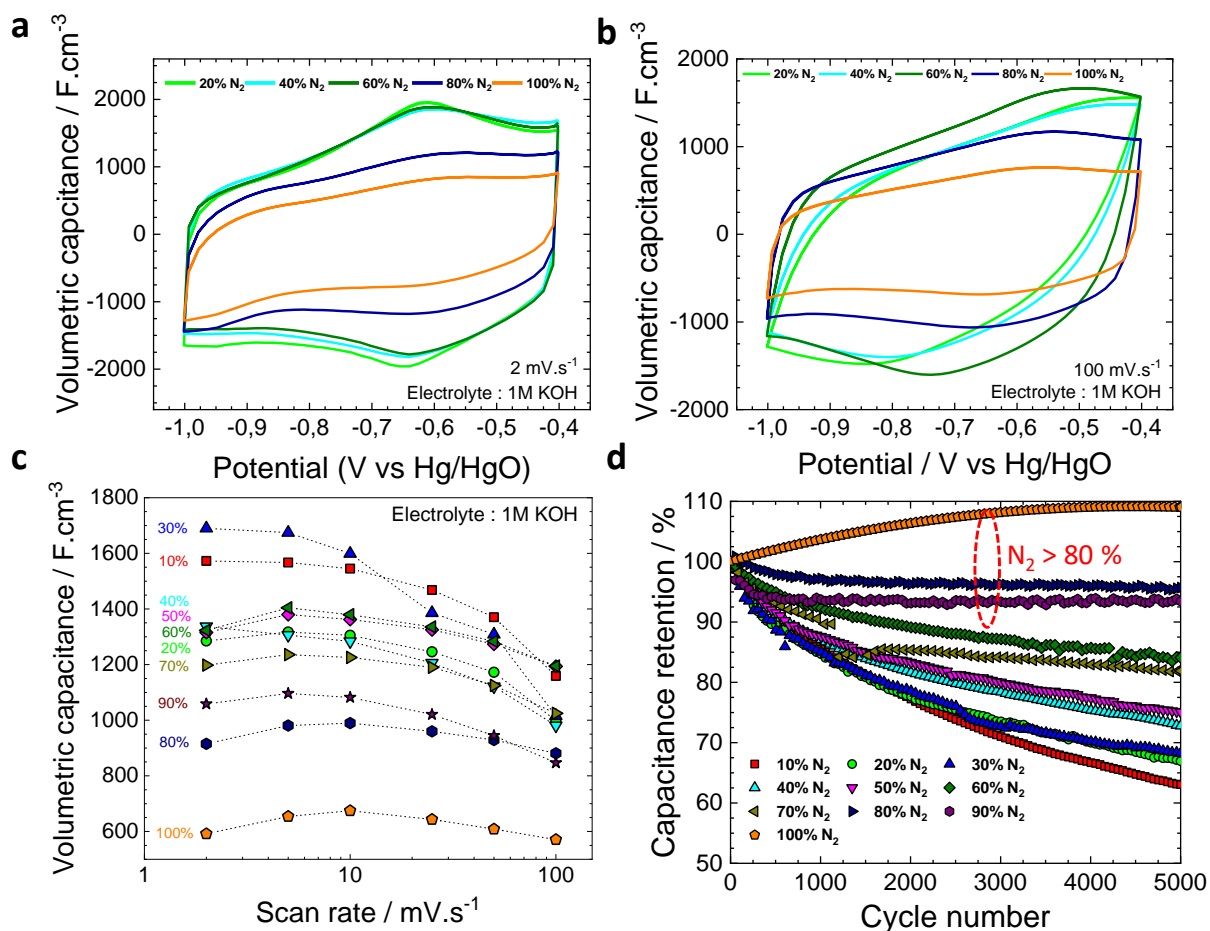 a
20% N₂ 40% N₂ 60% N₂ 80% N₂ 100% N₂
Volumetric capcitance / F.cm⁻³
2000
1000
0
-1000
-2000
2 mV.s⁻¹
Electrolyte : 1M KOH
-1,0 -0,9 -0,8 -0,7 -0,6 -0,5 -0,4
Potential (V vs Hg/HgO)
b
20% N₂ 40% N₂ 60% N₂ 80% N₂ 100% N₂
Volumetric capcitance / F.cm⁻³
2000
1000
0
-1000
-2000
100 mV.s⁻¹
Electrolyte : 1M KOH
-1,0 -0,9 -0,8 -0,7 -0,6 -0,5 -0,4
Potential / V vs Hg/HgO
c
Volumetric capacitance / F.cm⁻³
1800
1600
1400
1200
1000
800
600
Electrolyte : 1M KOH
30%
10%
40%
50%
60%
20%
70%
90%
80%
100%
1 10 100
Scan rate / mV.s⁻¹
d
Capacitance retention / %
110
100
90
80
70
60
50
N₂ > 80 %
10% N₂ 20% N₂ 30% N₂
40% N₂ 50% N₂ 60% N₂
70% N₂ 80% N₂ 90% N₂
100% N₂
0 1000 2000 3000 4000 5000
Cycle number